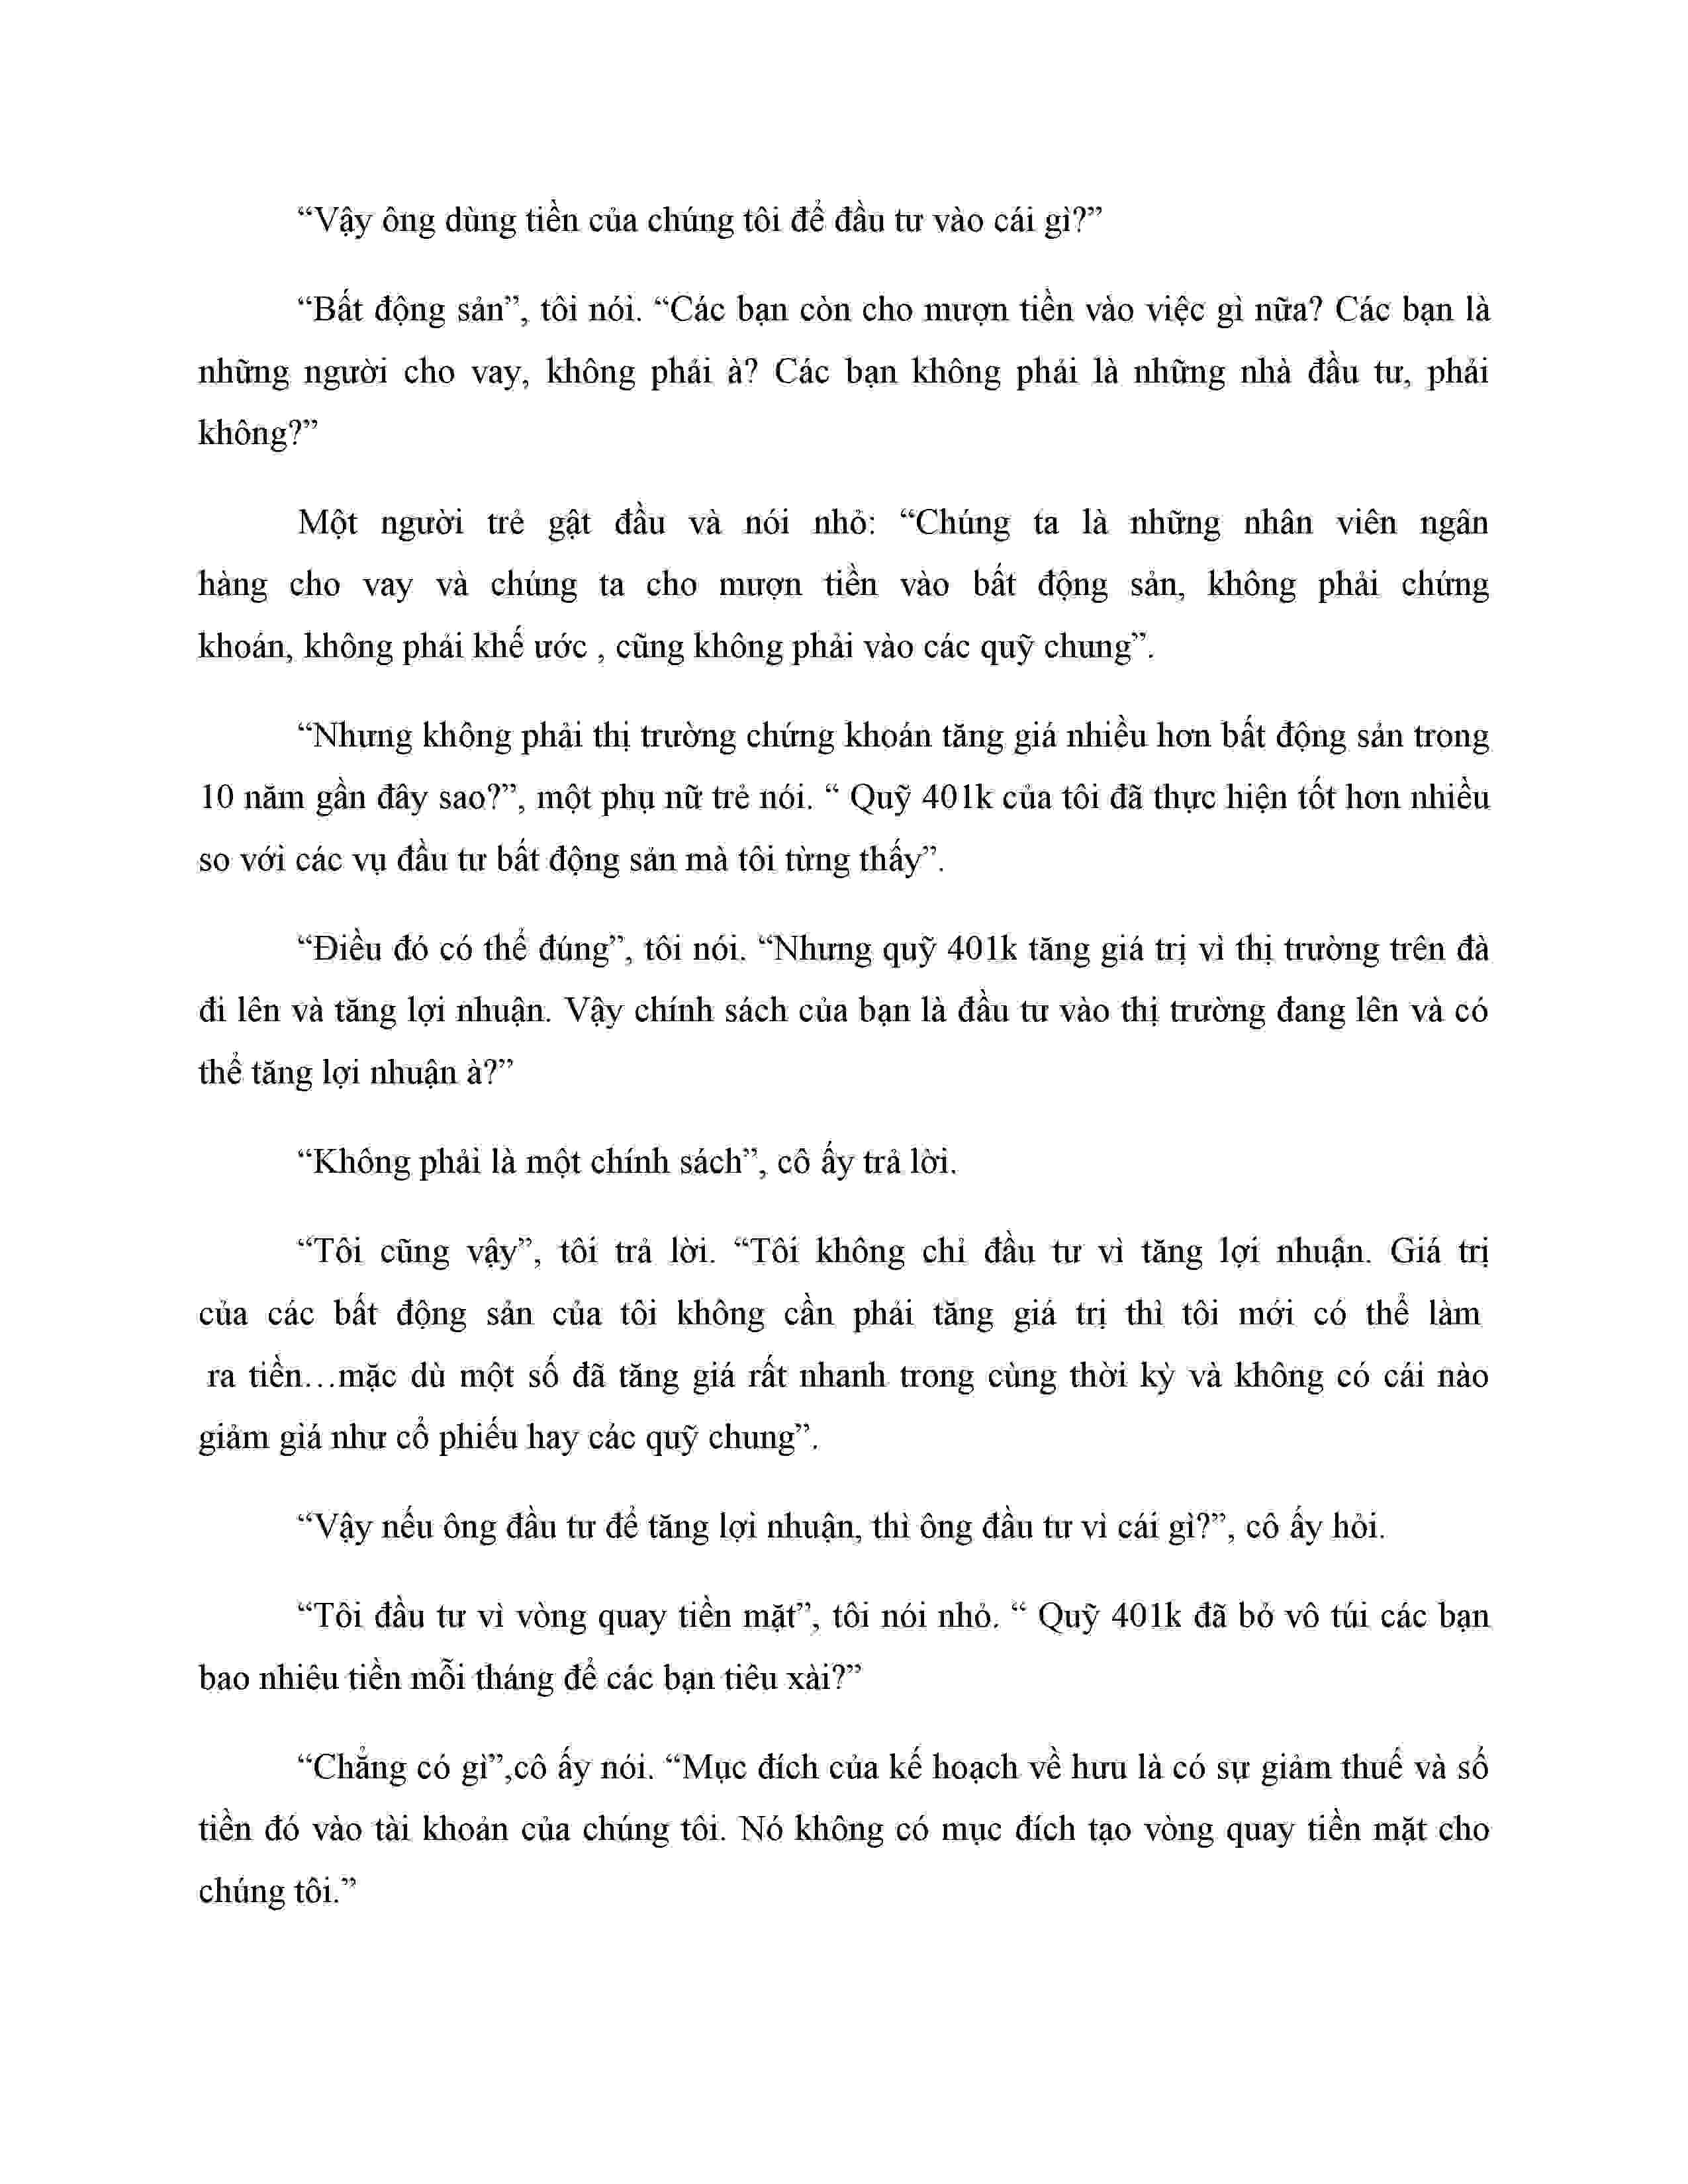 “Vậy ông dùng tiền của chúng tôi để đầu tư vào cái gì?”
“Bất động sản”, tôi nói. “Các bạn còn cho mượn tiền vào việc gì nữa? Các bạn là
những người cho vay, không phải à? Các bạn không phải là những nhà đầu tư, phải
không?”
Một người trẻ gật đầu và nói nhỏ: “Chúng ta là những nhân viên ngân
hàng cho vay và chúng ta cho mượn tiền vào bất động sản, không phải chứng
khoán, không phải khế ước , cũng không phải vào các quỹ chung”.
“Nhưng không phải thị trường chứng khoán tăng giá nhiều hơn bất động sản trong
10 năm gần đây sao?”, một phụ nữ trẻ nói. “ Quỹ 401k của tôi đã thực hiện tốt hơn nhiều
so với các vụ đầu tư bất động sản mà tôi từng thấy”.
“Điều đó có thể đúng”, tôi nói. “Nhưng quỹ 401k tăng giá trị vì thị trường trên đà
đi lên và tăng lợi nhuận. Vậy chính sách của bạn là đầu tư vào thị trường đang lên và có
thể tăng lợi nhuận à?”
“Không phải là một chính sách”, cô ấy trả lời.
“Tôi cũng vậy”, tôi trả lời. “Tôi không chỉ đầu tư vì tăng lợi nhuận. Giá trị
của các bất động sản của tôi không cần phải tăng giá trị thì tôi mới có thể làm
ra tiền…mặc dù một số đã tăng giá rất nhanh trong cùng thời kỳ và không có cái nào
giảm giá như cổ phiếu hay các quỹ chung”.
“Vậy nếu ông đầu tư để tăng lợi nhuận, thì ông đầu tư vì cái gì?”, cô ấy hỏi.
“Tôi đầu tư vì vòng quay tiền mặt”, tôi nói nhỏ. “ Quỹ 401k đã bỏ vô túi các bạn
bao nhiêu tiền mỗi tháng để các bạn tiêu xài?”
“Chẳng có gì”,cô ấy nói. “Mục đích của kế hoạch về hưu là có sự giảm thuế và số
tiền đó vào tài khoản của chúng tôi. Nó không có mục đích tạo vòng quay tiền mặt cho
chúng tôi.”